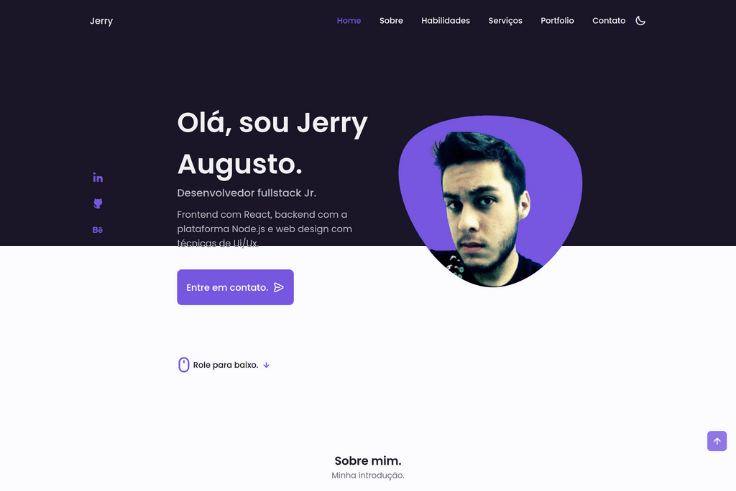 Jerry
Home Sobre Habilidades Serviços Portfolio Contato
Olá, sou Jerry
Augusto.
Desenvolvedor fullstack Jr.
Frontend com React, backend com a
plataforma Node.js e web design com
técnicas de Ui/Ux.
in
Bē
Entre em contato.
Role para baixo.
Sobre mim.
Minha introdução.